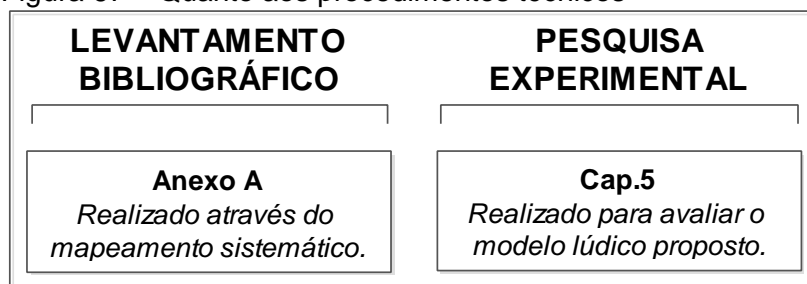 LEVANTAMENTO
BIBLIOGRÁFICO
Anexo A
Realizado através do
mapeamento sistemático.
PESQUISA
EXPERIMENTAL
Cap.5
Realizado para avaliar o
modelo lúdico proposto.